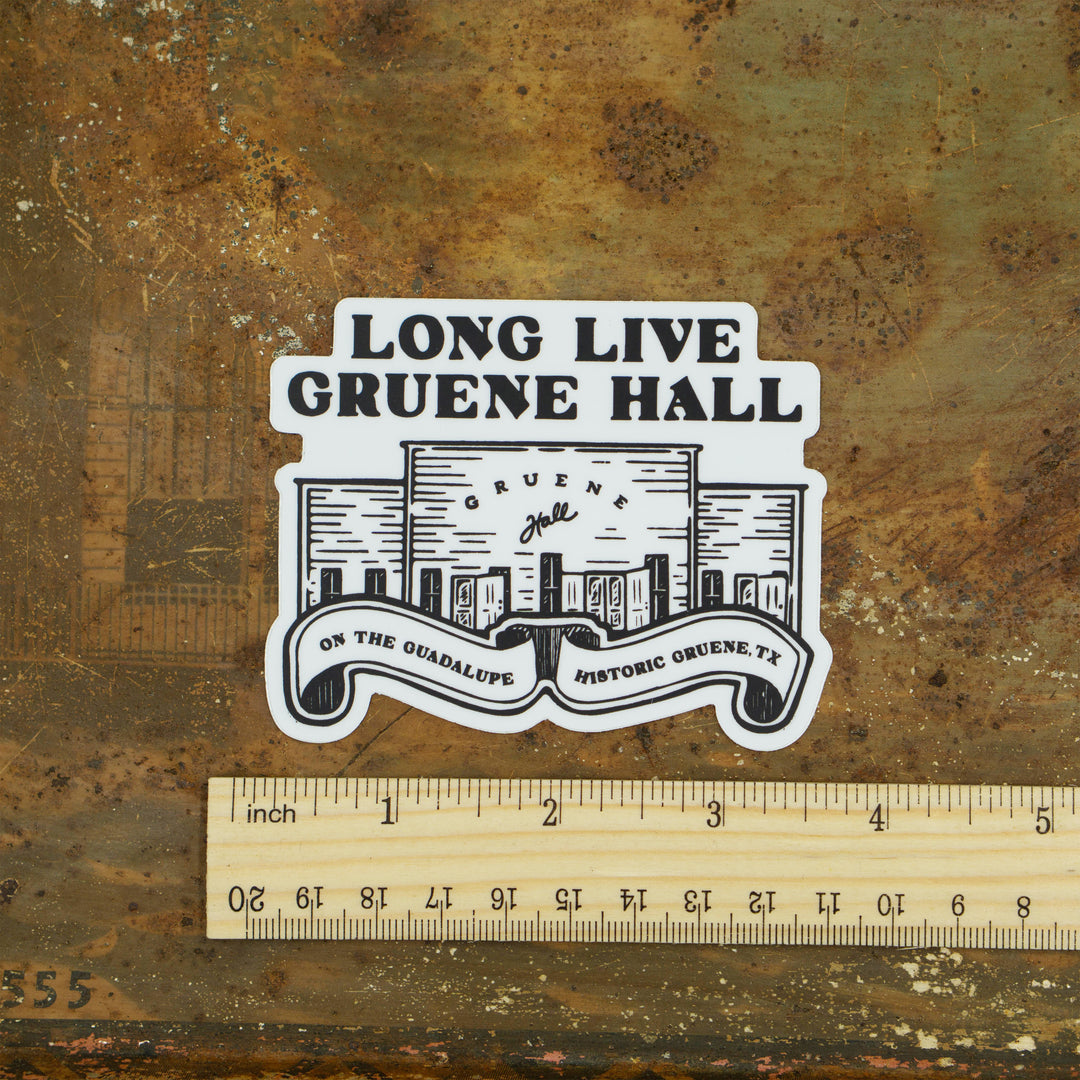 LONG LIVE
GRUENE HALL
GRUENE
Hall
ON THE GUADALUPE
HISTORIC GRUENE, TX
inch 1 2 3 4 5
20 19 18 17 16 15 14 13 12 11 10 9 8
555